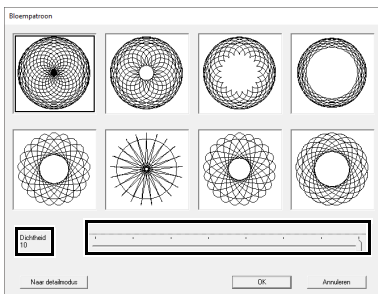 Bloempatroon
Dichtheid
10
Naar detailmodus
OK
Annuleren